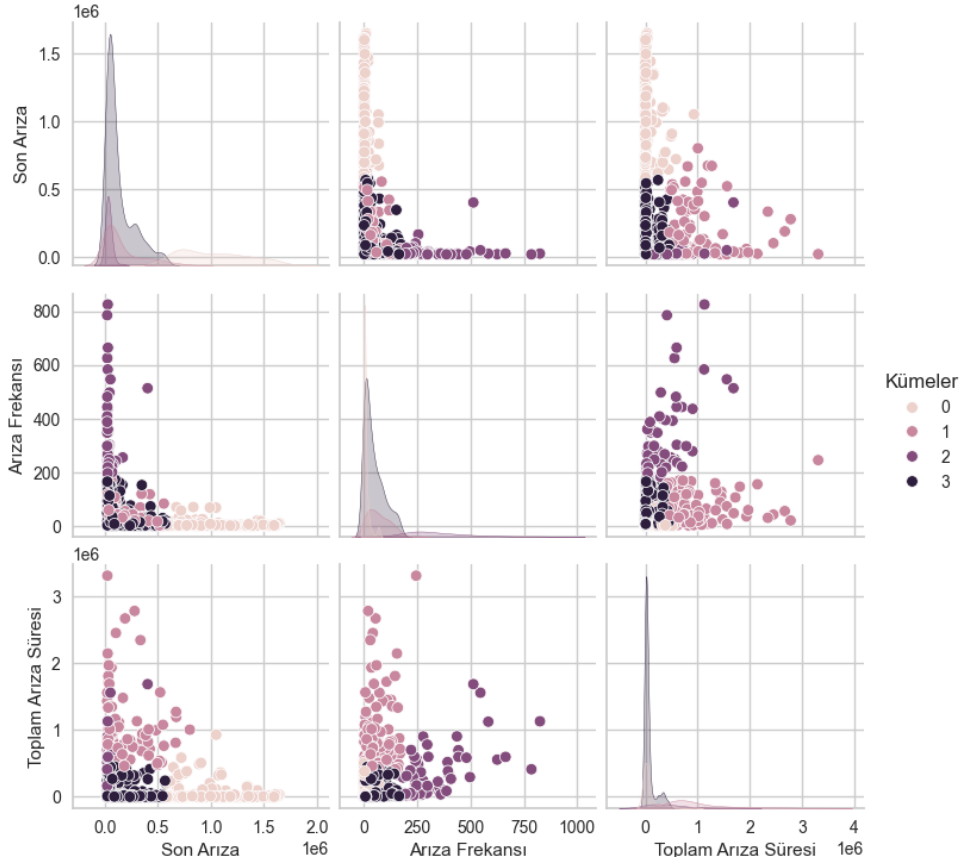 1e6
1.5
1.0
0.5
0.0
Son Arıza
800
600
400
200
0
Arıza Frekansı
Kümeler
0
1
2
3
1e6
3
2
1
0
Toplam Arıza Süresi
0.0 0.5 1.0 1.5 2.0
1e6
Son Arıza
0 250 500 750 1000
Arıza Frekansı
0 1 2 3 4
1e6
Toplam Arıza Süresi